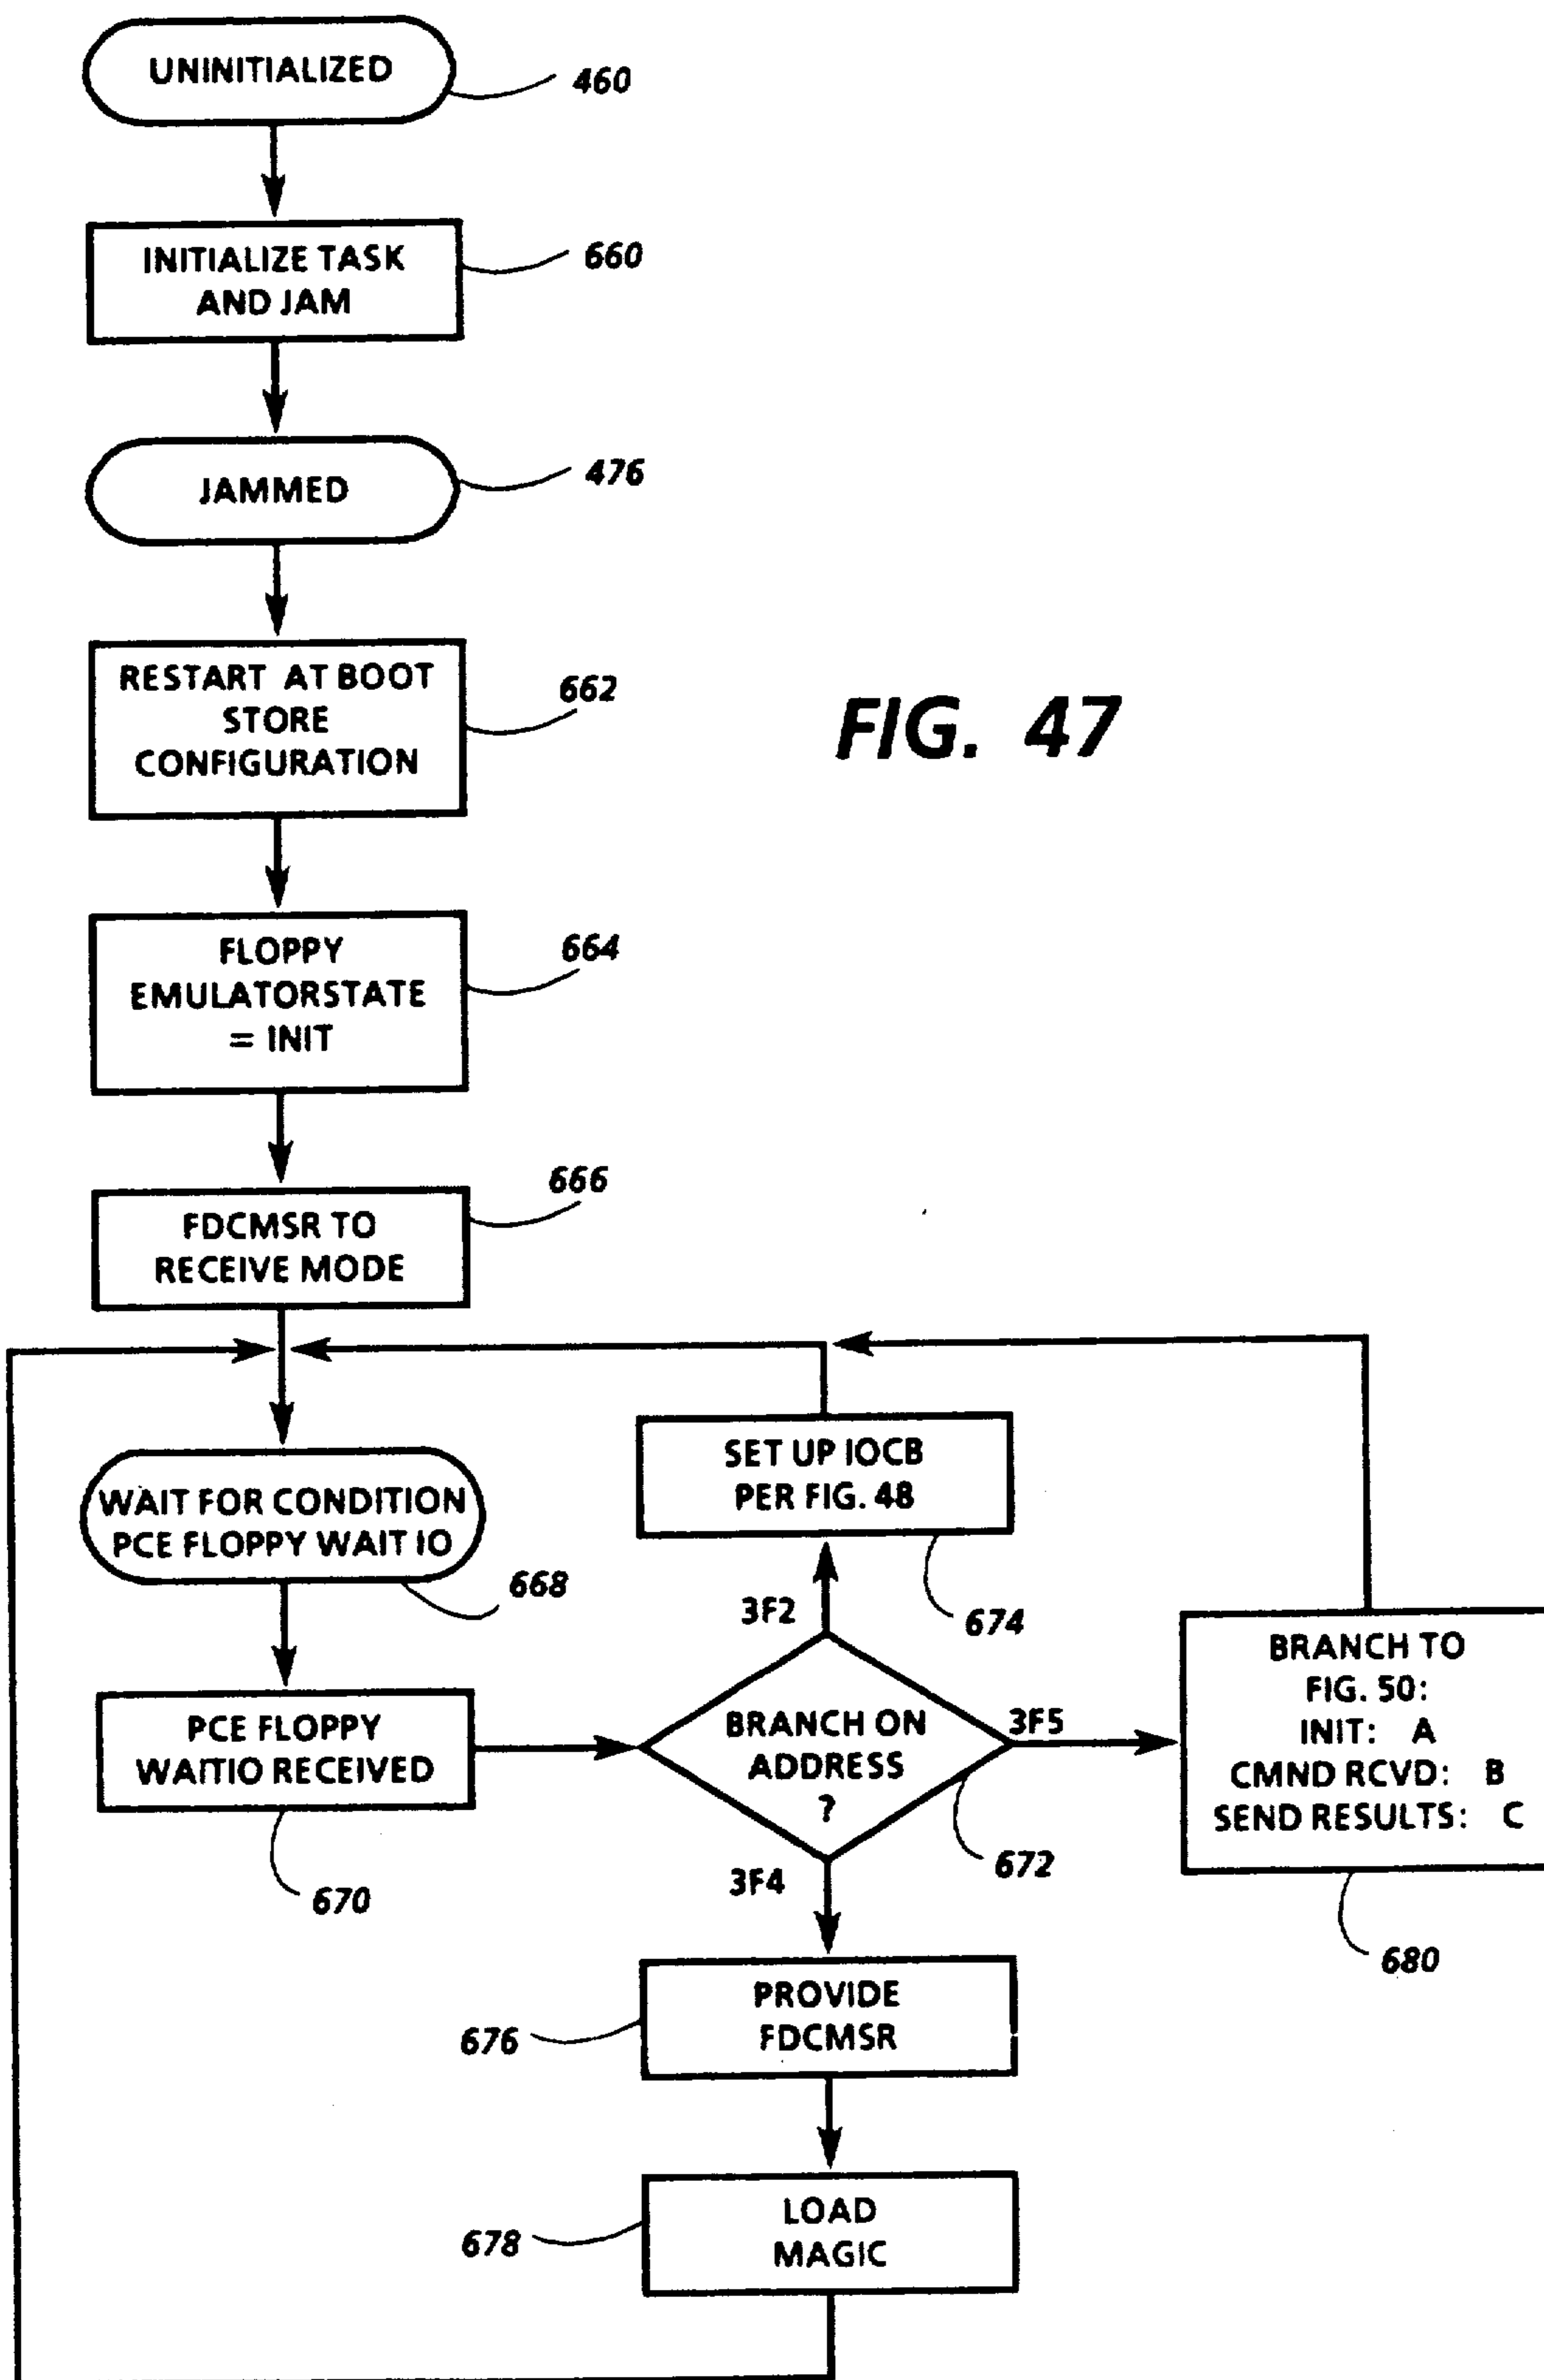 UNINITIALIZED
460
INITIALIZE TASK
AND JAM
660
JAMMED
476
RESTART AT BOOT
STORE
CONFIGURATION
662
FIG. 47
FLOPPY
EMULATORSTATE
= INIT
664
FDCMSR TO
RECEIVE MODE
666
WAIT FOR CONDITION
PCE FLOPPY WAIT IO
668
SET UP IOCB
PER FIG. 48
674
3F2
PCE FLOPPY
WAITIO RECEIVED
670
BRANCH ON
ADDRESS
?
672
3F5
BRANCH TO
FIG. 50:
INIT: A
CMND RCVD: B
SEND RESULTS: C
680
3F4
PROVIDE
FDCMSR
676
LOAD
MAGIC
678